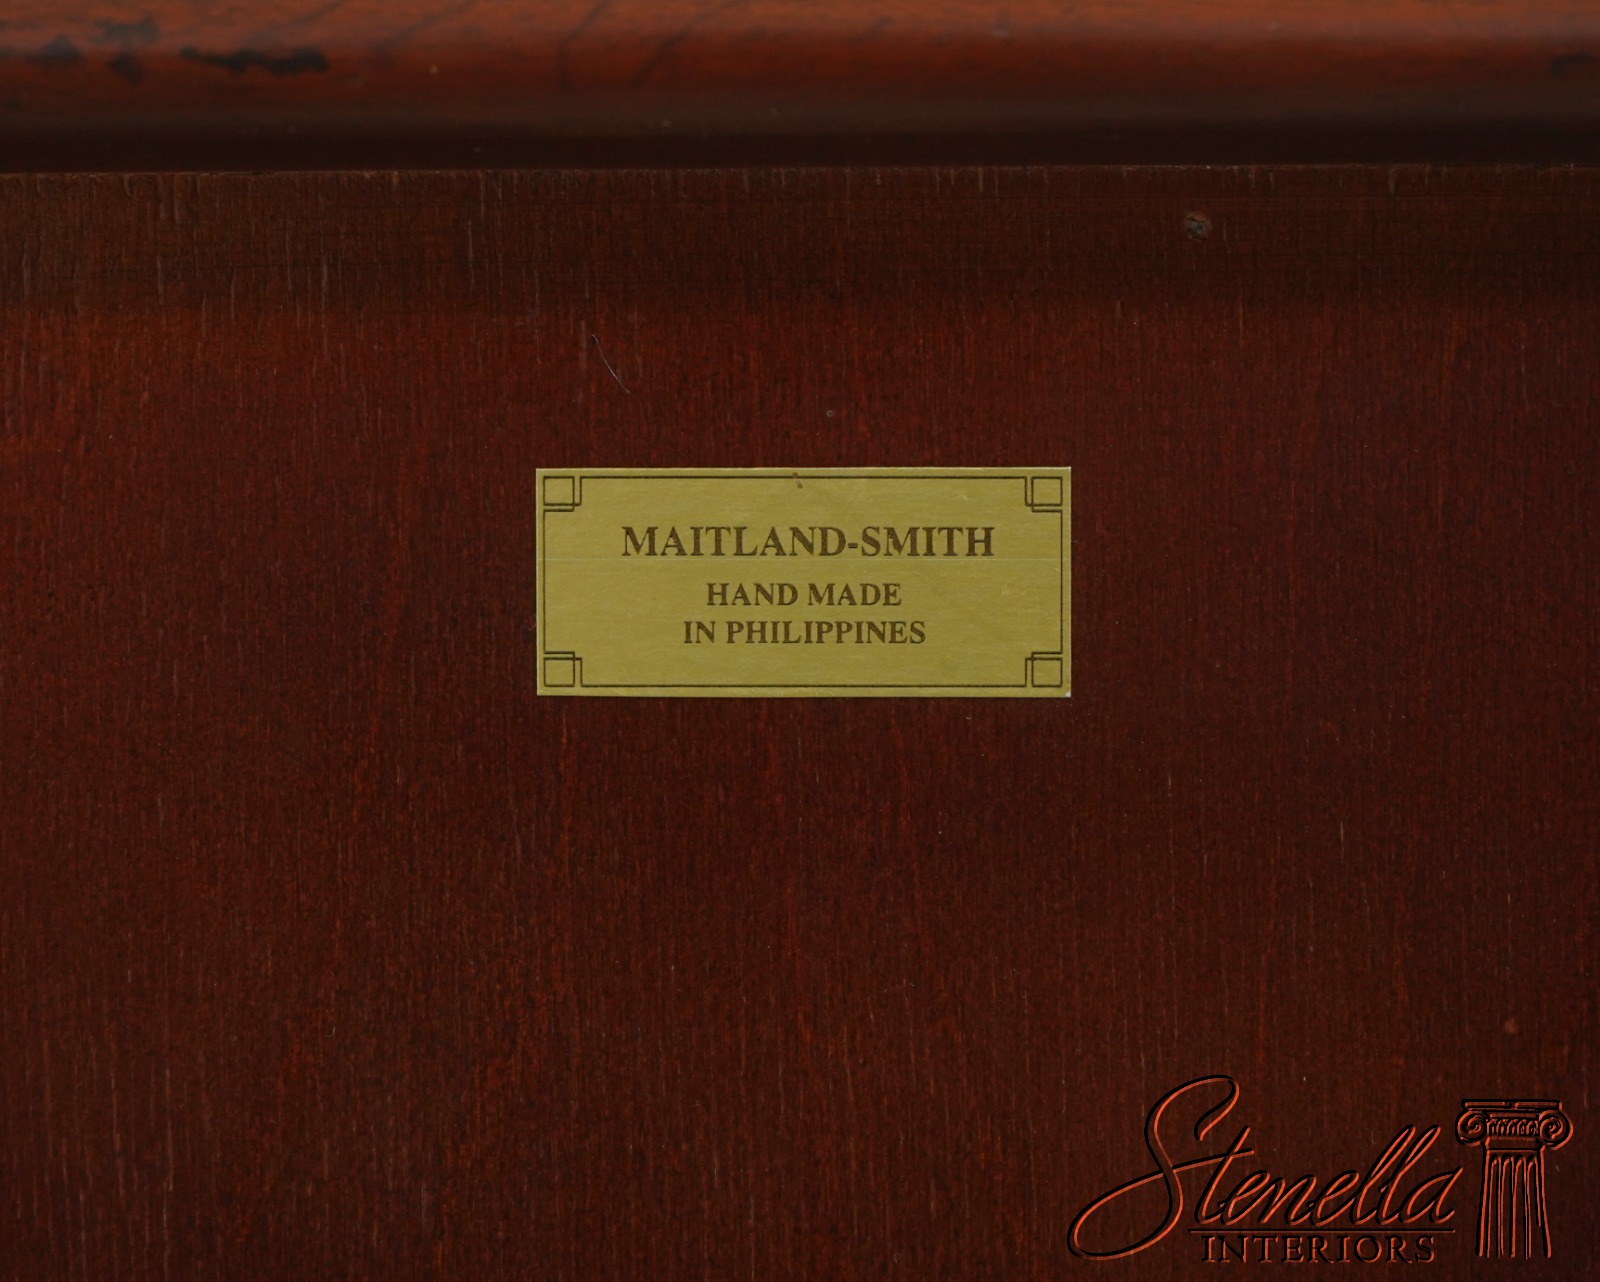 MAITLAND-SMITH
HAND MADE
IN PHILIPPINES
Stenella
INTERIORS